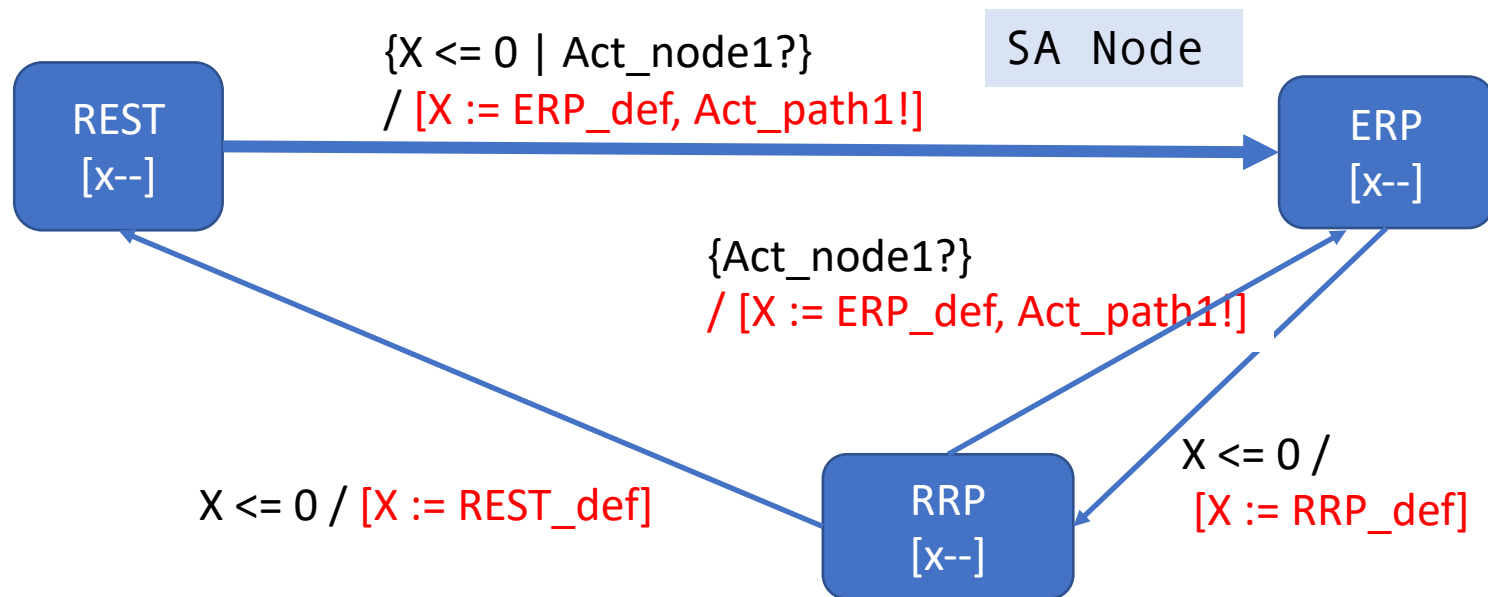 {X <= 0 | Act_node1?}
/ [X := ERP_def, Act_path1!]
SA Node
REST
[x--]
ERP
[x--]
{Act_node1?}
/ [X := ERP_def, Act_path1!]
X <= 0 /
[X := RRP_def]
X <= 0 / [X := REST_def]
RRP
[x--]